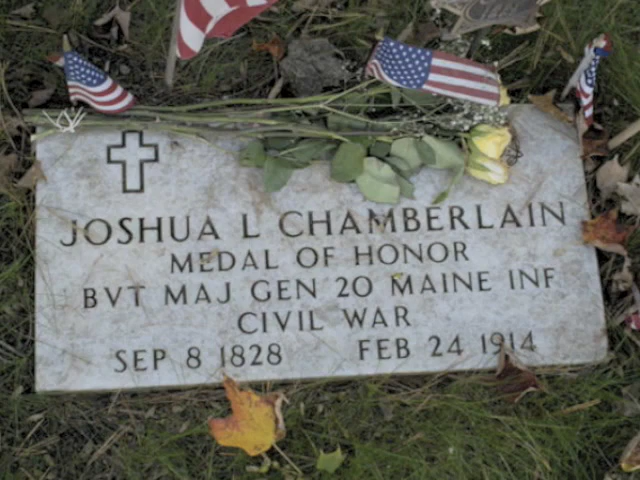 JOSHUA L CHAMBERLAIN
MEDAL OF HONOR
BVT MAJ GEN 20 MAINE INF
CIVIL WAR
SEP 8 1828 FEB 24 1914